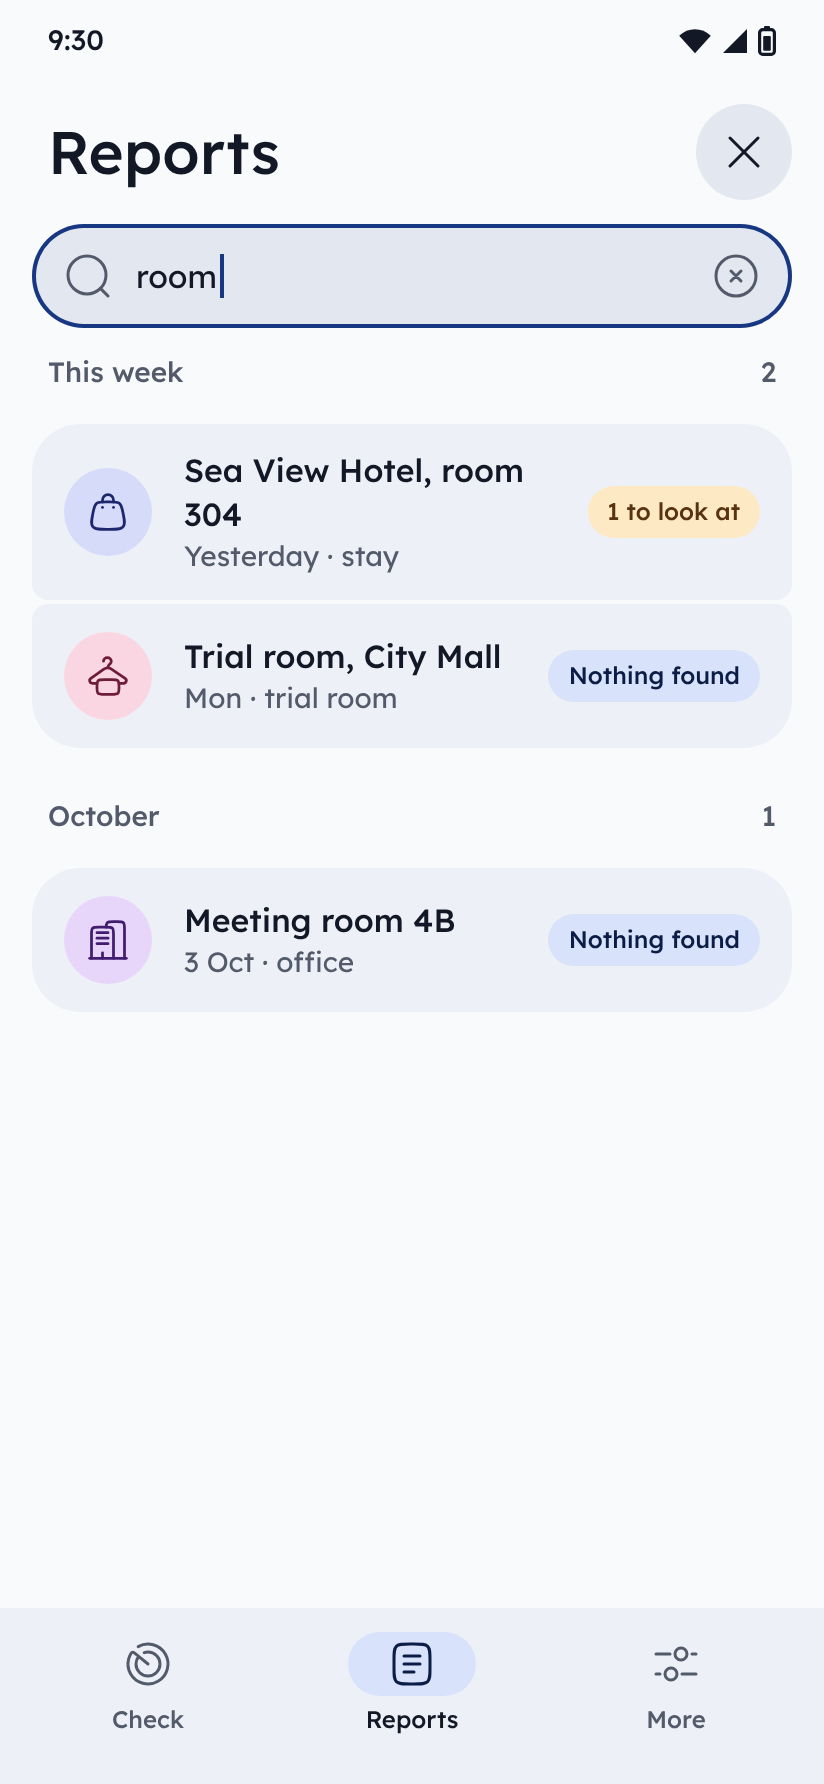 9:30
Reports
room
This week 2
Sea View Hotel, room
304
1 to look at
Yesterday · stay
Trial room, City Mall
Mon · trial room
Nothing found
October 1
Meeting room 4B
3 Oct · office
Nothing found
Check Reports More